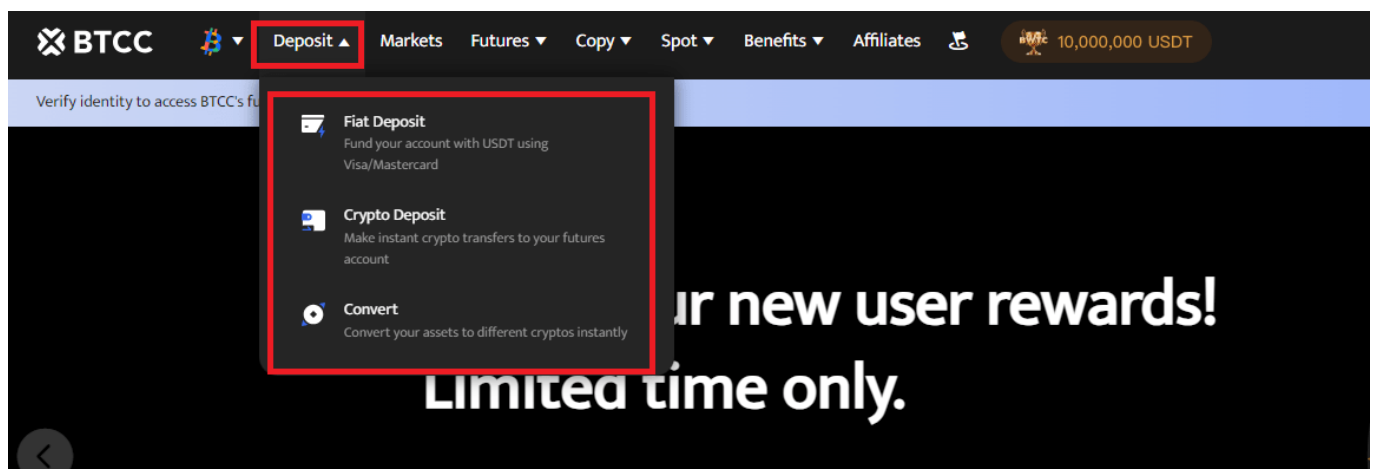 BTCC Deposit Markets Futures Copy Spot Benefits Affiliates 10,000,000 USDT
Verify identity to access BTCC's fu
Fiat Deposit
Fund your account with USDT using
Visa/Mastercard
Crypto Deposit
Make instant crypto transfers to your futures
account
Convert
Convert your assets to different cryptos instantly
ur new user rewards!
Limited time only.